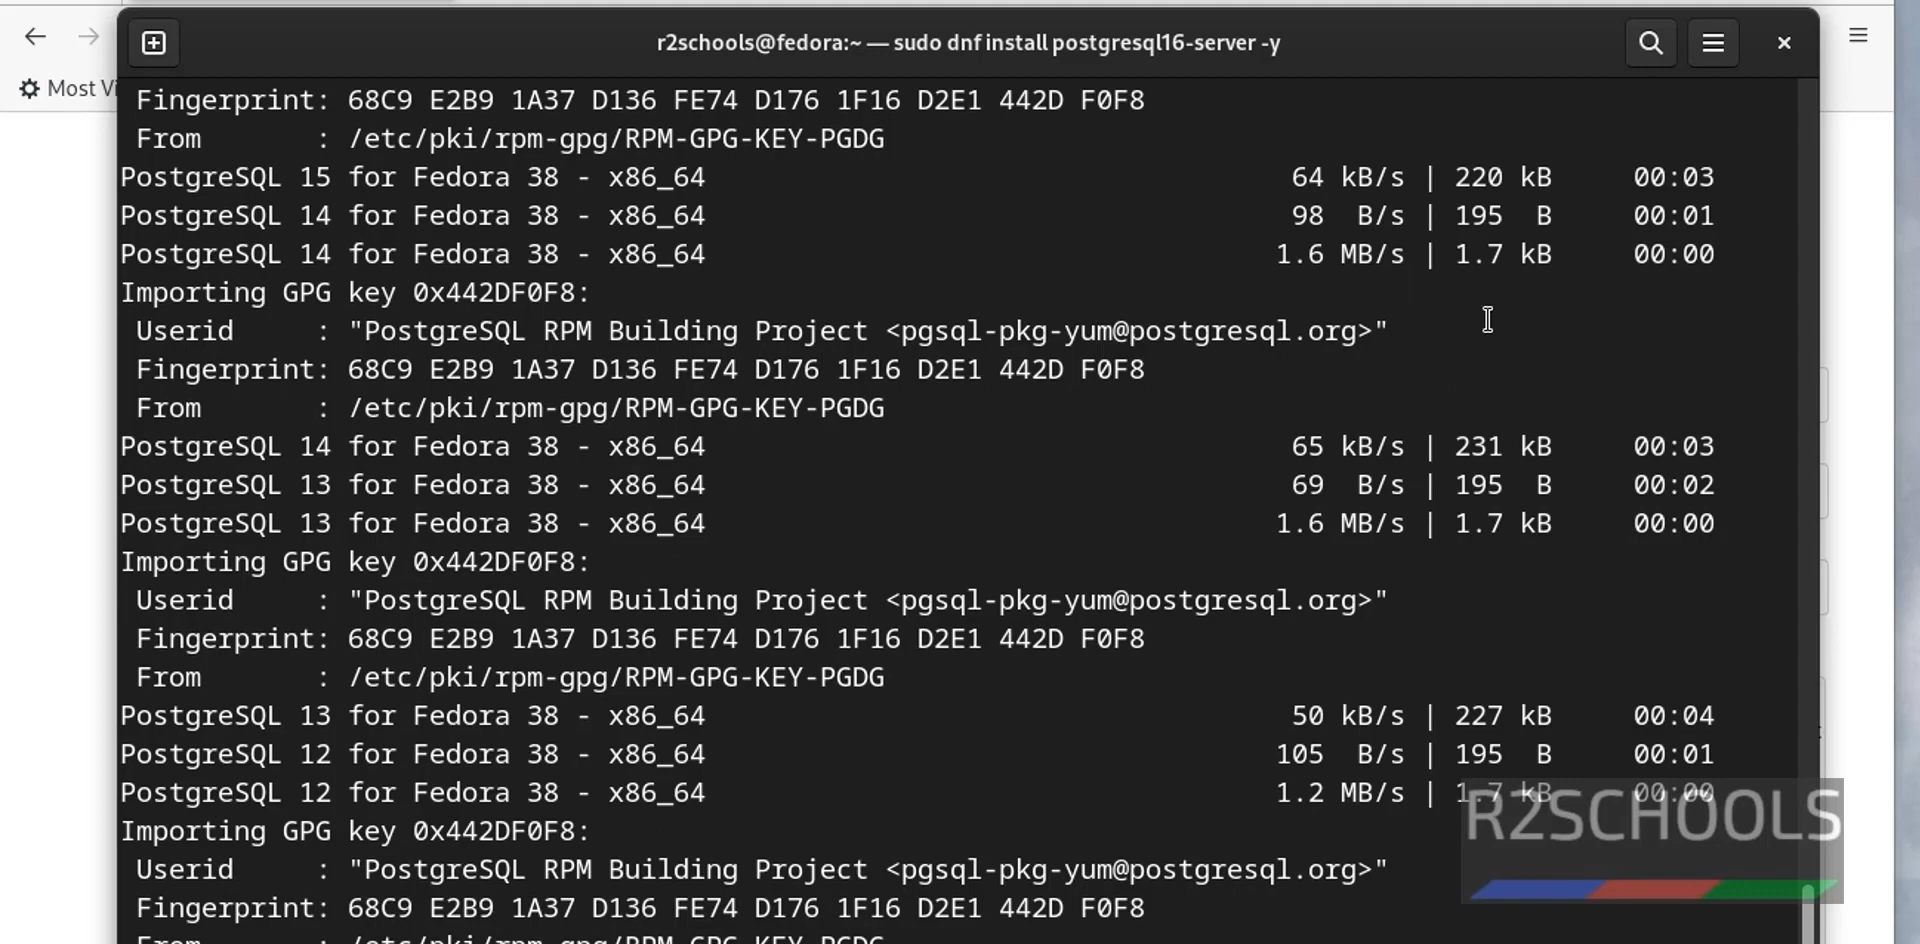 r2schools@fedora:~ — sudo dnf install postgresql16-server -y
Most Vi
Fingerprint: 68C9 E2B9 1A37 D136 FE74 D176 1F16 D2E1 442D F0F8
From       : /etc/pki/rpm-gpg/RPM-GPG-KEY-PGDG
PostgreSQL 15 for Fedora 38 - x86_64 64 kB/s | 220 kB 00:03
PostgreSQL 14 for Fedora 38 - x86_64 98  B/s | 195  B 00:01
PostgreSQL 14 for Fedora 38 - x86_64 1.6 MB/s | 1.7 kB 00:00
Importing GPG key 0x442DF0F8:
Userid     : "PostgreSQL RPM Building Project <pgsql-pkg-yum@postgresql.org>"
Fingerprint: 68C9 E2B9 1A37 D136 FE74 D176 1F16 D2E1 442D F0F8
From       : /etc/pki/rpm-gpg/RPM-GPG-KEY-PGDG
PostgreSQL 14 for Fedora 38 - x86_64 65 kB/s | 231 kB 00:03
PostgreSQL 13 for Fedora 38 - x86_64 69  B/s | 195  B 00:02
PostgreSQL 13 for Fedora 38 - x86_64 1.6 MB/s | 1.7 kB 00:00
Importing GPG key 0x442DF0F8:
Userid     : "PostgreSQL RPM Building Project <pgsql-pkg-yum@postgresql.org>"
Fingerprint: 68C9 E2B9 1A37 D136 FE74 D176 1F16 D2E1 442D F0F8
From       : /etc/pki/rpm-gpg/RPM-GPG-KEY-PGDG
PostgreSQL 13 for Fedora 38 - x86_64 50 kB/s | 227 kB 00:04
PostgreSQL 12 for Fedora 38 - x86_64 105  B/s | 195  B 00:01
PostgreSQL 12 for Fedora 38 - x86_64 1.2 MB/s | 1.7 kB 00:00
R2SCHOOLS
Importing GPG key 0x442DF0F8:
Userid     : "PostgreSQL RPM Building Project <pgsql-pkg-yum@postgresql.org>"
Fingerprint: 68C9 E2B9 1A37 D136 FE74 D176 1F16 D2E1 442D F0F8
From       : /etc/pki/rpm-gpg/RPM-GPG-KEY-PGDG